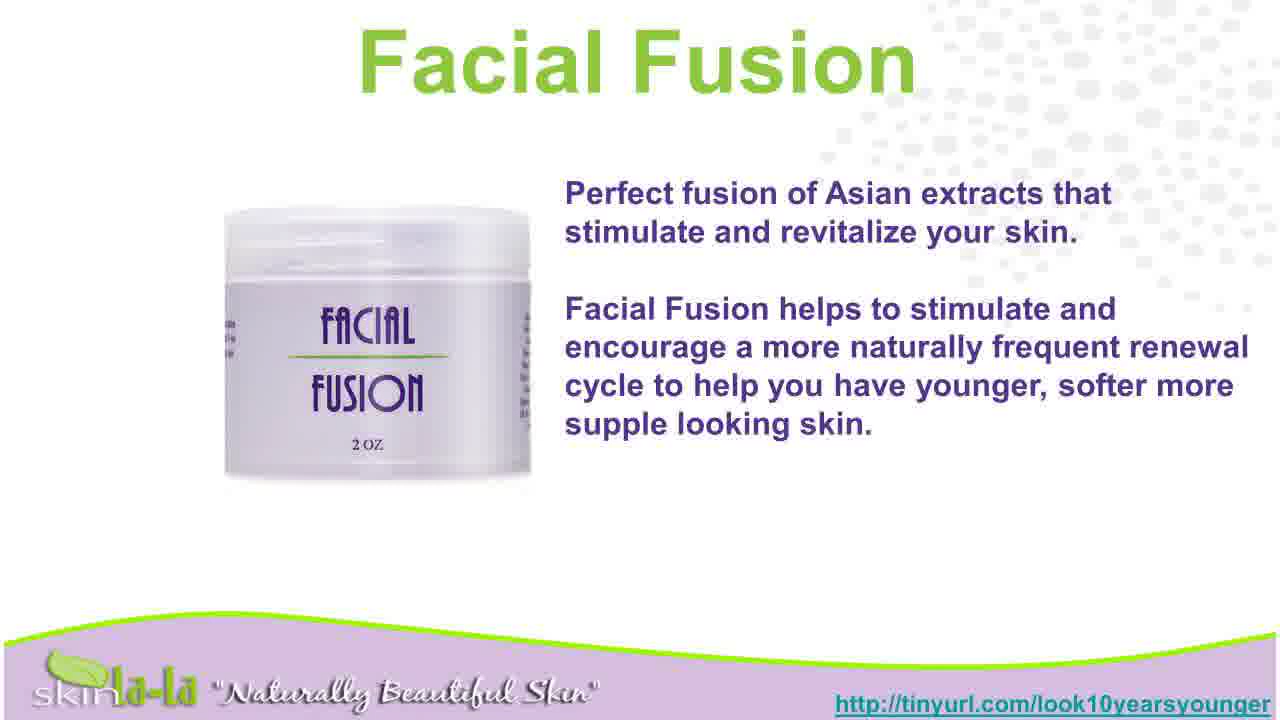 Facial Fusion
Perfect fusion of Asian extracts that
stimulate and revitalize your skin.
Facial Fusion helps to stimulate and
encourage a more naturally frequent renewal
cycle to help you have younger, softer more
supple looking skin.
FACIAL
FUSION
2 OZ
skin la-la "Naturally Beautiful Skin"
http://tinyurl.com/look10yearsyounger